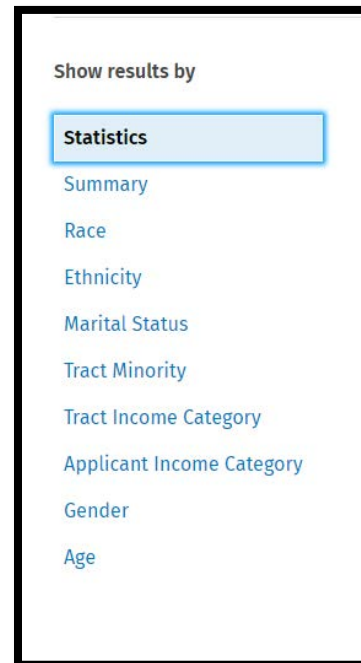 Show results by
Statistics
Summary
Race
Ethnicity
Marital Status
Tract Minority
Tract Income Category
Applicant Income Category
Gender
Age